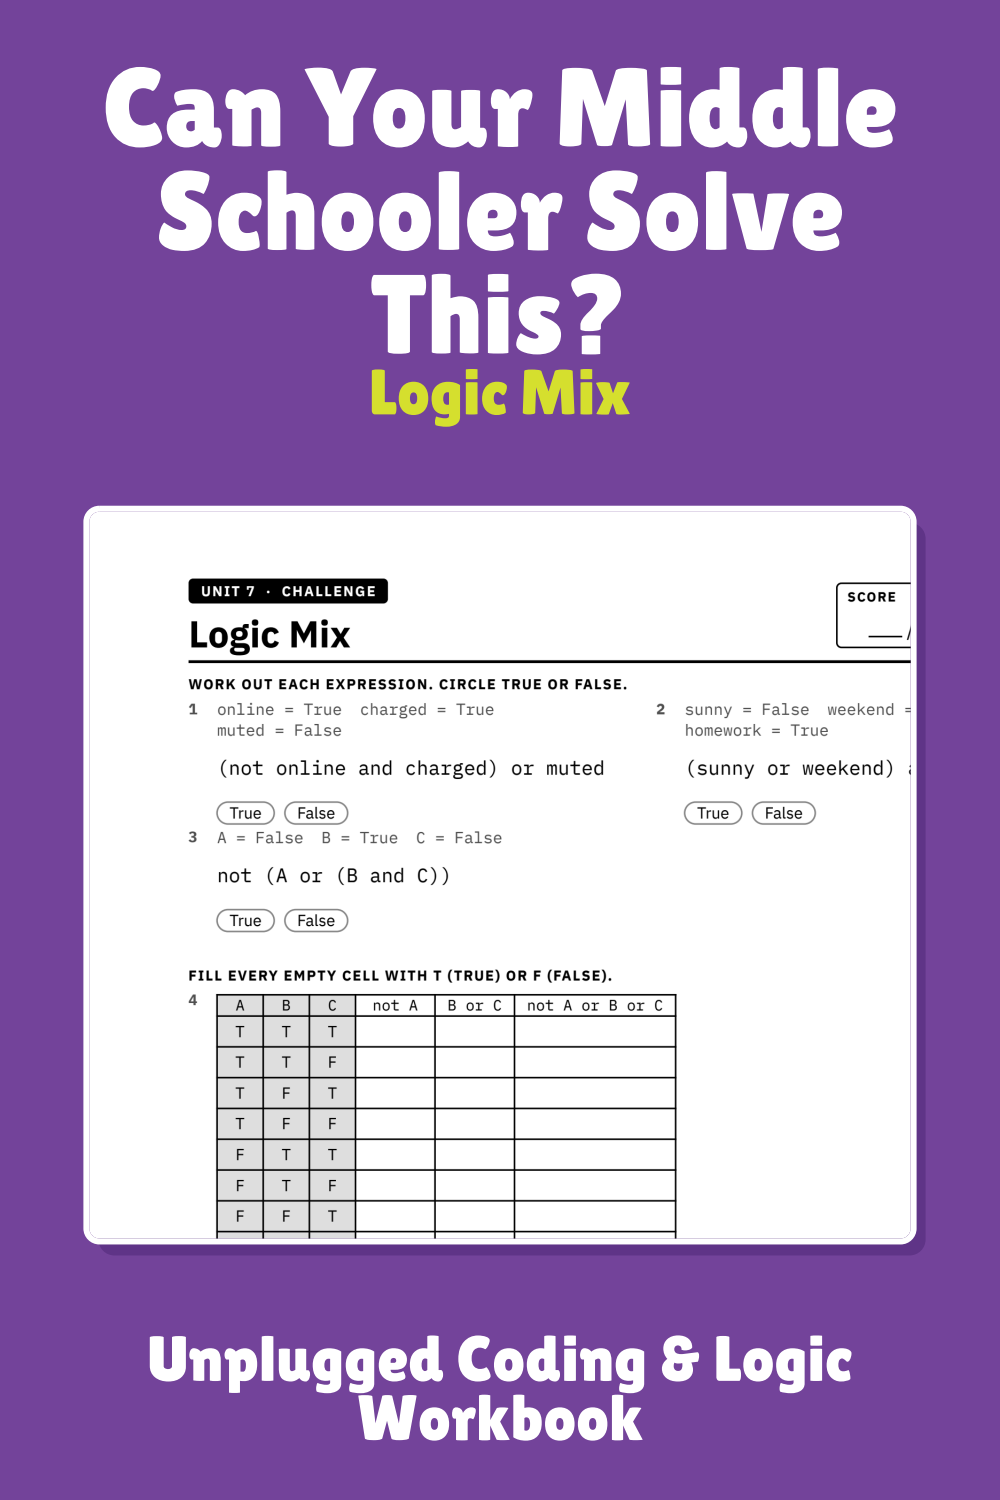 Can Your Middle
Schooler Solve
This?
Logic Mix
UNIT 7 · CHALLENGE
SCORE
Logic Mix
___ /
WORK OUT EACH EXPRESSION. CIRCLE TRUE OR FALSE.
1 online = True charged = True
muted = False
(not online and charged) or muted
True False
2 sunny = False weekend =
homework = True
(sunny or weekend)
True False
3 A = False B = True C = False
not (A or (B and C))
True False
FILL EVERY EMPTY CELL WITH T (TRUE) OR F (FALSE).
4 A B C not A B or C not A or B or C
T T T
T T F
T F T
T F F
F T T
F T F
F F T
Unplugged Coding & Logic
Workbook